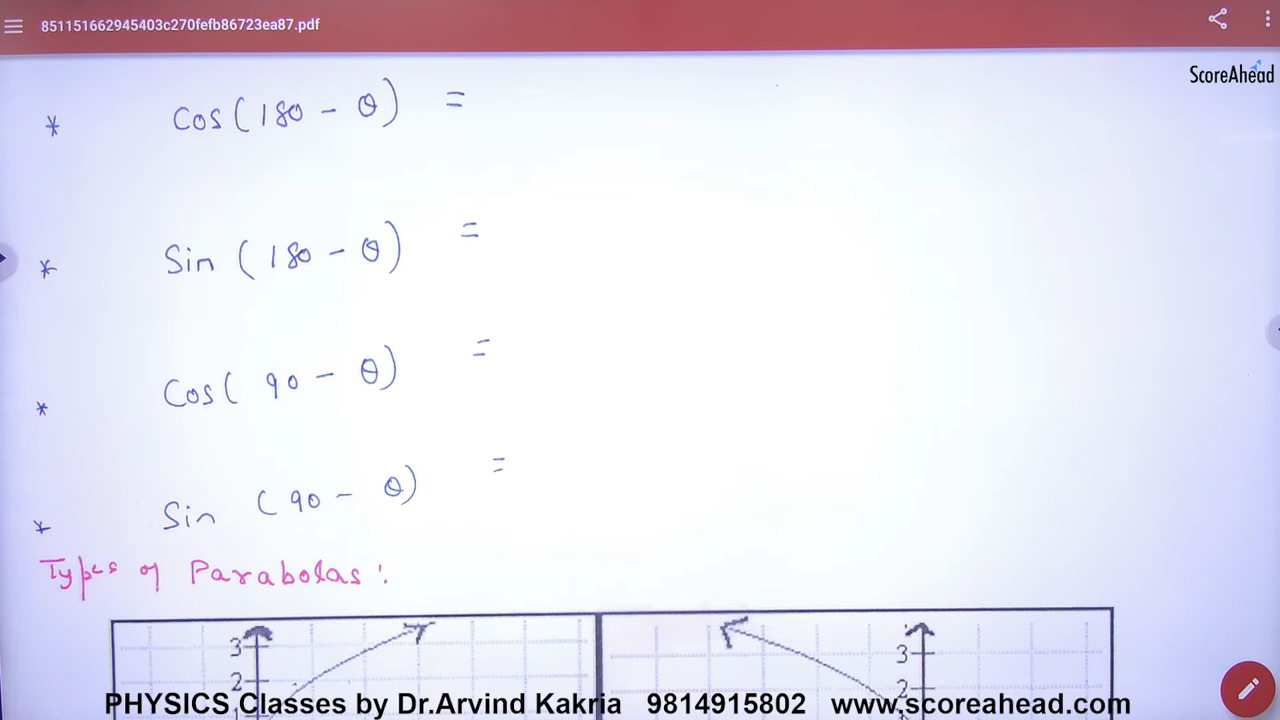 851151662945403c270fefb86723ea87.pdf
ScoreAhead
* Cos(180 - θ) =
* Sin (180 - θ) =
* Cos( 90 - θ) =
* Sin (90 - θ) =
Types of Parabolas :
3
2
3
2
PHYSICS Classes by Dr.Arvind Kakria 9814915802 www.scoreahead.com